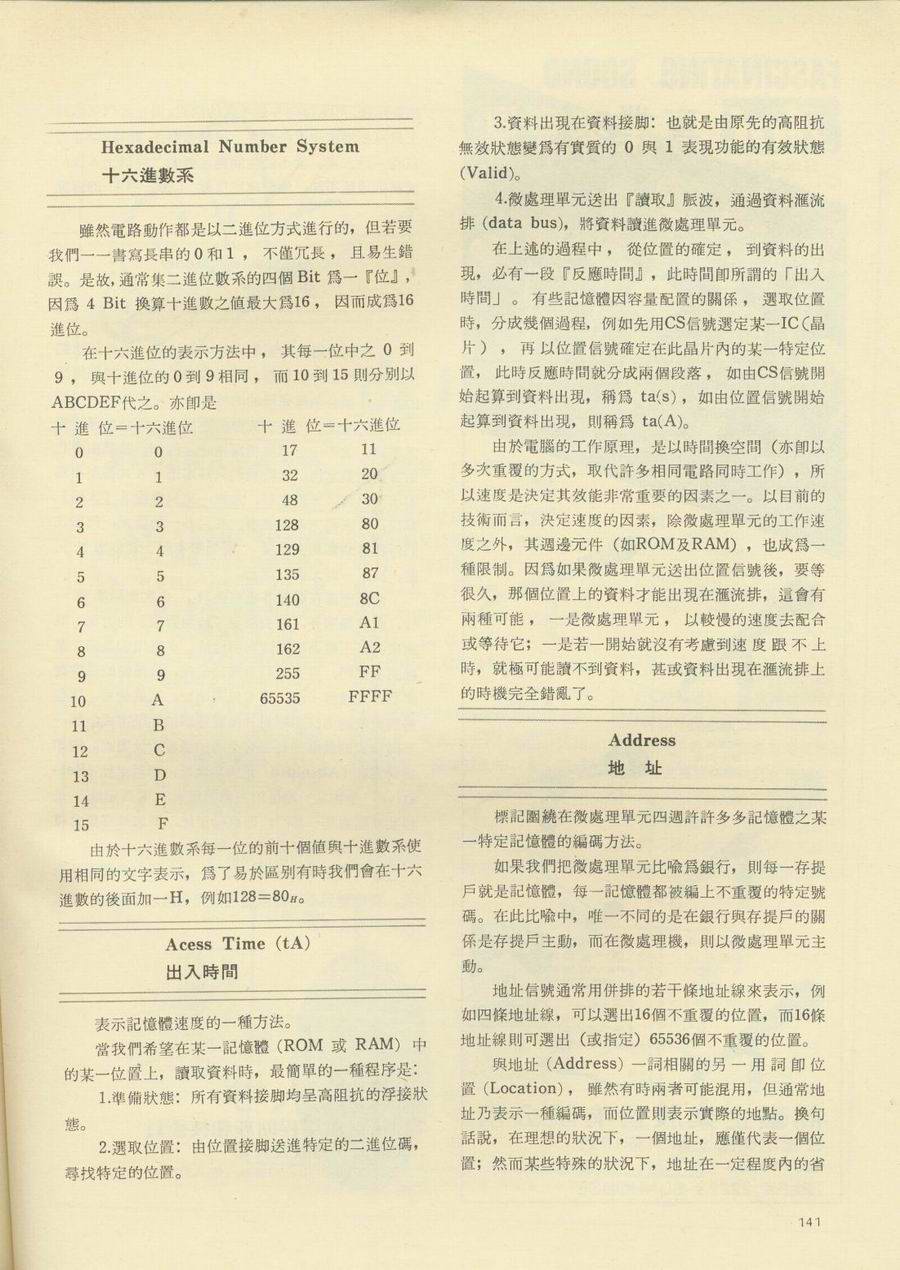 Hexadecimal Number System
十六進數系
雖然電路動作都是以二進位方式進行的，但若要
我們一一書寫長串的0和1，不僅冗長，且易生錯
誤。是故，通常集二進位數系的四個 Bit 爲一『位』，
因爲 4 Bit 換算十進數之値最大爲16，因而成爲16
進位。
在十六進位的表示方法中，其每一位中之 0 到
9，與十進位的0到9相同，而10到15則分別以
ABCDEF代之。亦卽是
十 進 位＝十六進位
0 0
1 1
2 2
3 3
4 4
5 5
6 6
7 7
8 8
9 9
10 A
11 B
12 C
13 D
14 E
15 F
十 進 位＝十六進位
17 11
32 20
48 30
128 80
129 81
135 87
140 8C
161 A1
162 A2
255 FF
65535 FFFF
由於十六進數系每一位的前十個値與十進數系使
用相同的文字表示，爲了易於區別有時我們會在十六
進數的後面加一H，例如128＝80H。
Acess Time (tA)
出入時間
表示記憶體速度的一種方法。
當我們希望在某一記憶體 (ROM 或 RAM) 中
的某一位置上，讀取資料時，最簡單的一種程序是：
1.準備狀態：所有資料接脚均呈高阻抗的浮接狀
態。
2.選取位置：由位置接脚送進特定的二進位碼，
尋找特定的位置。
3.資料出現在資料接脚：也就是由原先的高阻抗
無效狀態變爲有實質的 0 與 1 表現功能的有效狀態
(Valid)。
4.微處理單元送出『讀取』脈波，通過資料滙流
排 (data bus)，將資料讀進微處理單元。
在上述的過程中，從位置的確定，到資料的出
現，必有一段『反應時間』，此時間卽所謂的「出入
時間」。有些記憶體因容量配置的關係，選取位置
時，分成幾個過程，例如先用CS信號選定某一IC（晶
片），再以位置信號確定在此晶片內的某一特定位
置，此時反應時間就分成兩個段落，如由CS信號開
始起算到資料出現，稱爲 ta(s)，如由位置信號開始
起算到資料出現，則稱爲 ta(A)。
由於電腦的工作原理，是以時間換空間（亦卽以
多次重覆的方式，取代許多相同電路同時工作），所
以速度是決定其效能非常重要的因素之一。以目前的
技術而言，決定速度的因素，除微處理單元的工作速
度之外，其週邊元件（如ROM及RAM），也成爲一
種限制。因爲如果微處理單元送出位置信號後，要等
很久，那個位置上的資料才能出現在滙流排，這會有
兩種可能，一是微處理單元，以較慢的速度去配合
或等待它；一是若一開始就沒有考慮到速 度 跟 不 上
時，就極可能讀不到資料，甚或資料出現在滙流排上
的時機完全錯亂了。
Address
地 址
標記圍繞在微處理單元四週許許多多記憶體之某
一特定記憶體的編碼方法。
如果我們把微處理單元比喩爲銀行，則每一存提
戶就是記憶體，每一記憶體都被編上不重覆的特定號
碼。在此比喩中，唯一不同的是在銀行與存提戶的關
係是存提戶主動，而在微處理機，則以微處理單元主
動。
地址信號通常用併排的若干條地址線來表示，例
如四條地址線，可以選出16個不重覆的位置，而16條
地址線則可選出（或指定）65536個不重覆的位置。
與地址 (Address) 一詞相關的另 一 用 詞 卽 位
置 (Location)，雖然有時兩者可能混用，但通常地
址乃表示一種編碼，而位置則表示實際的地點。換句
話說，在理想的狀況下，一個地址，應僅代表一個位
置；然而某些特殊的狀況下，地址在一定程度內的省
141